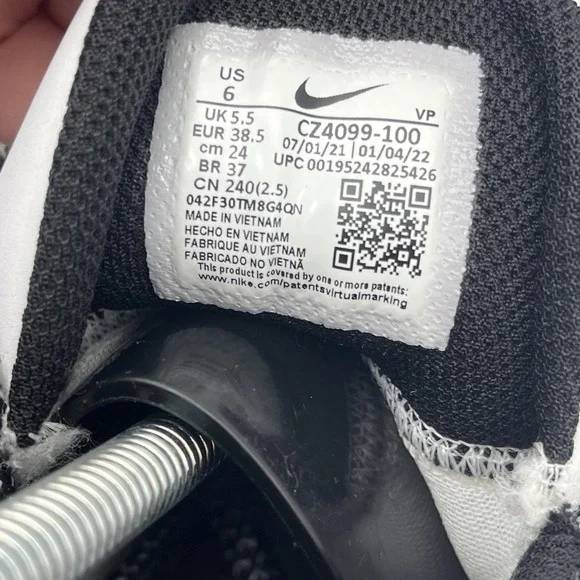 US
6
VP
UK 5.5
EUR 38.5
cm 24
BR 37
CN 240(2.5)
CZ4099-100
07/01/21 | 01/04/22
UPC 00195242825426
042F30TM8G4QN
MADE IN VIETNAM
HECHO EN VIETNAM
FABRIQUE AU VIETNAM
FABRICADO NO VIETNÃ
This product is covered by one or more patents:
www.nike.com/patentsvirtualmarking